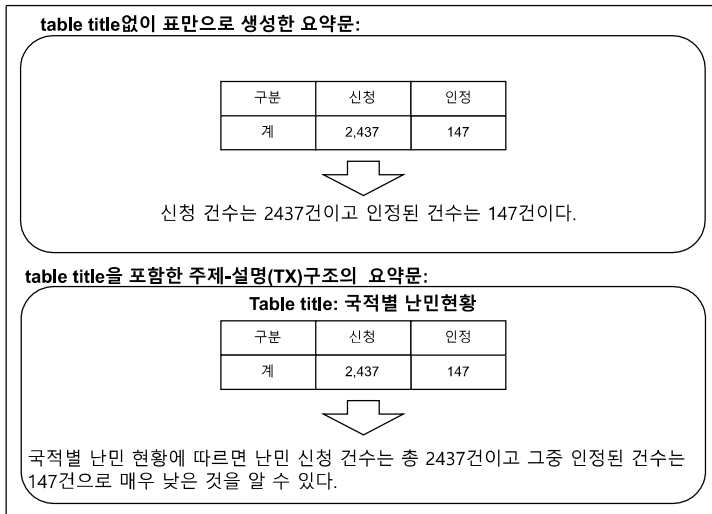 table title없이 표만으로 생성한 요약문:
구분 신청 인정
계 2,437 147
신청 건수는 2437건이고 인정된 건수는 147건이다.
table title을 포함한 주제-설명(TX)구조의 요약문:
Table title: 국적별 난민현황
구분 신청 인정
계 2,437 147
국적별 난민 현황에 따르면 난민 신청 건수는 총 2437건이고 그중 인정된 건수는
147건으로 매우 낮은 것을 알 수 있다.